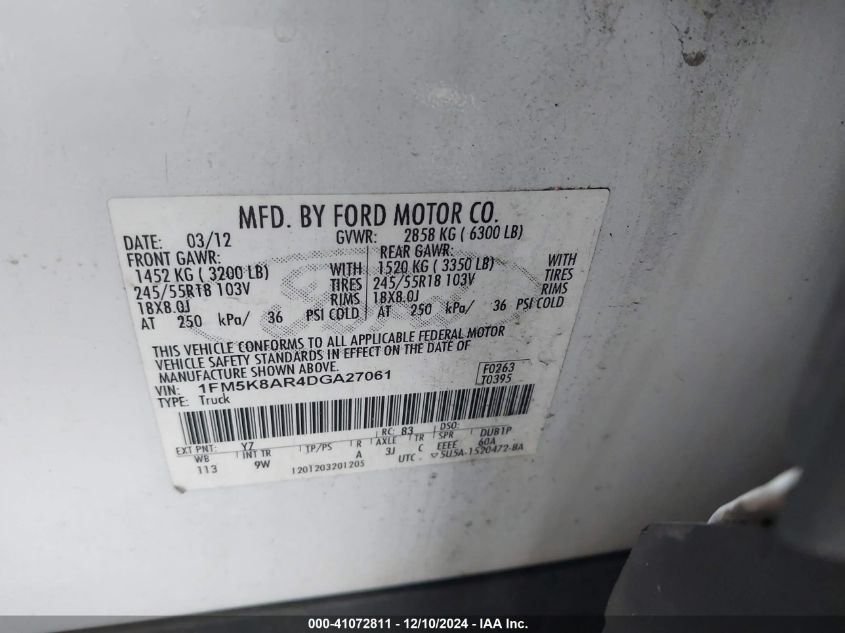 MFD. BY FORD MOTOR CO.
DATE: 03/12 GVWR: 2858 KG ( 6300 LB)
FRONT GAWR: REAR GAWR:
1452 KG ( 3200 LB) WITH 1520 KG ( 3350 LB) WITH
245/55R18 103V TIRES 245/55R18 103V TIRES
18X8.0J RIMS 18X8.0J RIMS
AT 250 kPa/ 36 PSI COLD AT 250 kPa/ 36 PSI COLD
THIS VEHICLE CONFORMS TO ALL APPLICABLE FEDERAL MOTOR
VEHICLE SAFETY STANDARDS IN EFFECT ON THE DATE OF
MANUFACTURE SHOWN ABOVE.
VIN: 1FM5K8AR4DGA27061 F0263
TYPE: Truck T0395
EXT PNT: Y7 RC: 83 DSO:
WB INT TR TP/PS R AXLE TR SPR DUB1P
113 9W A 3J C EEEE 60A
1201203201205 UTC 5U5A-1520472-BA
000-41072811 - 12/10/2024 - IAAI.com.